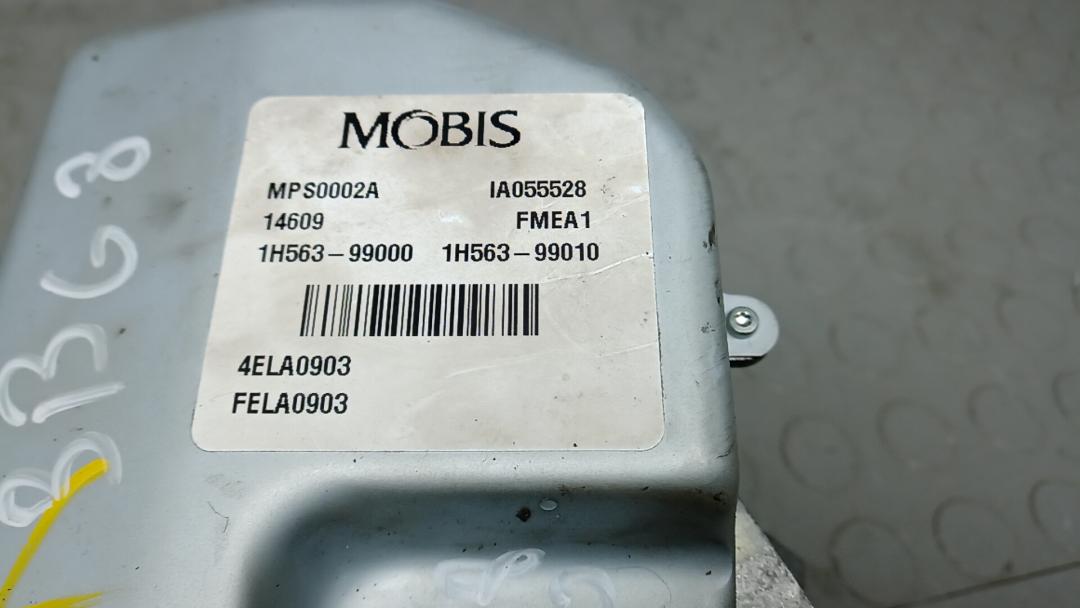 MOBIS
MPS0002A IA055528
14609 FMEA1
1H563-99000 1H563-99010
4ELA0903
FELA0903